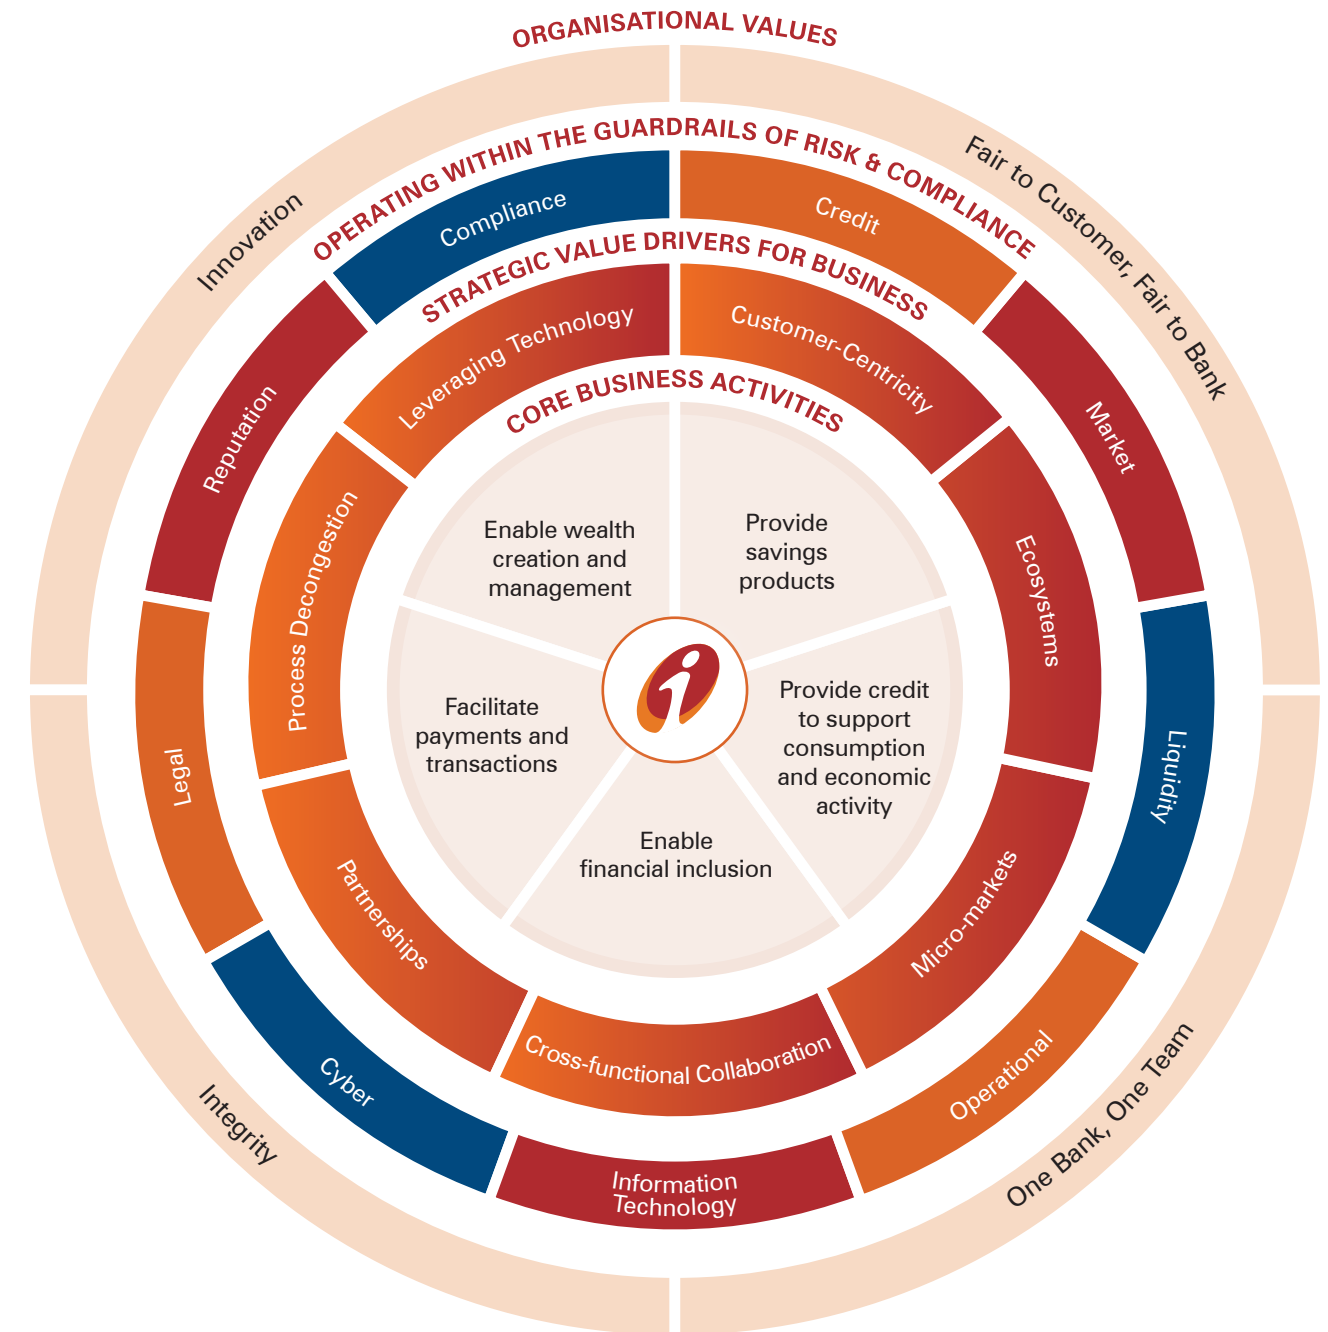 ORGANISATIONAL VALUES
Fair to Customer, Fair to Bank
One Bank, One Team
Integrity
Innovation
OPERATING WITHIN THE GUARDRAILS OF RISK & COMPLIANCE
Credit
Market
Liquidity
Operational
Information
Technology
Cyber
Legal
Reputation
Compliance
STRATEGIC VALUE DRIVERS FOR BUSINESS
Customer-Centricity
Ecosystems
Micro-markets
Cross-functional Collaboration
Partnerships
Process Decongestion
Leveraging Technology
CORE BUSINESS ACTIVITIES
Provide
savings
products
Provide credit
to support
consumption
and economic
activity
Enable
financial inclusion
Facilitate
payments and
transactions
Enable wealth
creation and
management